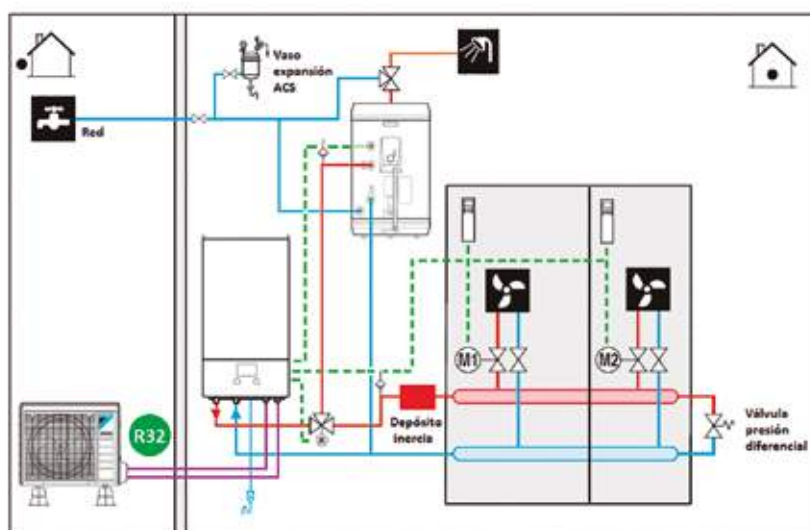 Vaso
expansión
ACS
Red
M1
M2
R32
Depósito
inercia
Válvula
presión
diferencial